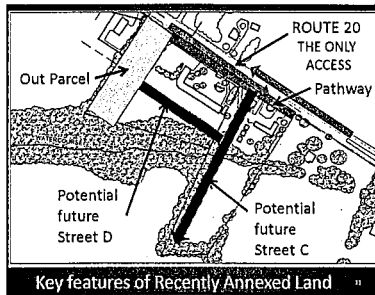 ROUTE 20
THE ONLY
ACCESS
Out Parcel
Pathway
Potential
future
Street D
Potential
future
Street C
Key features of Recently Annexed Land